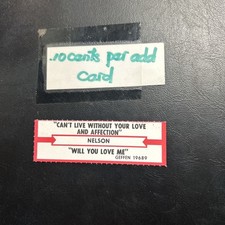 .10 cents per add
card
"CAN'T LIVE WITHOUT YOUR LOVE
AND AFFECTION"
NELSON
"WILL YOU LOVE ME"
GEFFEN 19689